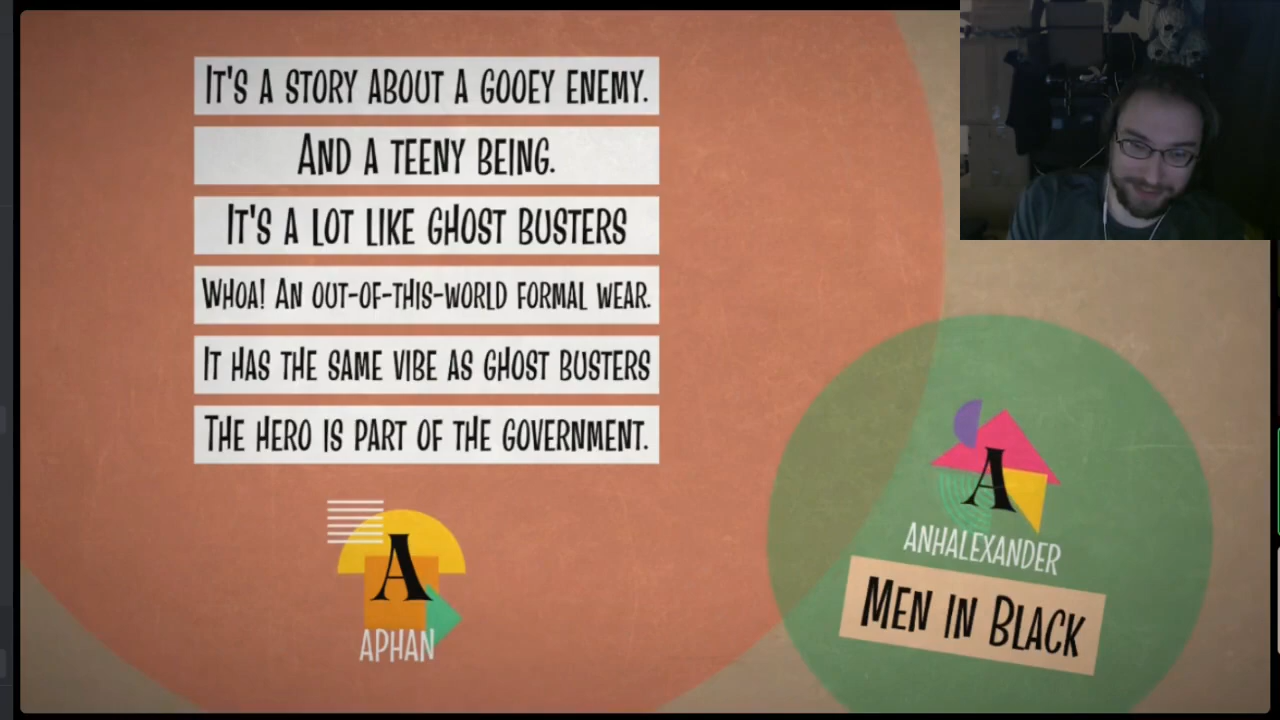 IT'S A STORY ABOUT A GOOEY ENEMY.
AND A TEENY BEING.
IT'S A LOT LIKE GHOST BUSTERS
WHOA! AN OUT-OF-THIS-WORLD FORMAL WEAR.
IT HAS THE SAME VIBE AS GHOST BUSTERS
THE HERO IS PART OF THE GOVERNMENT.
A
APHAN
A
ANHALEXANDER
MEN IN BLACK